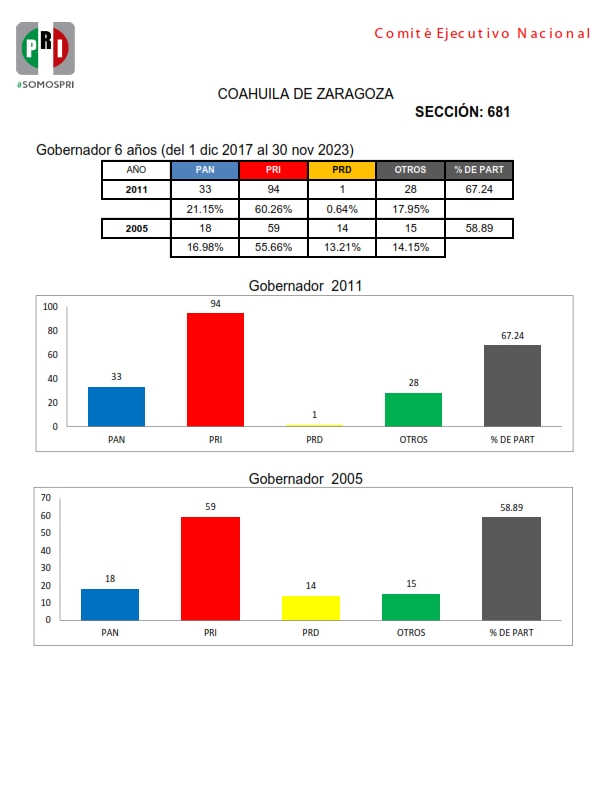 Comité Ejecutivo Nacional
PRI
#SOMOSPRI
COAHUILA DE ZARAGOZA
SECCIÓN: 681
Gobernador 6 años (del 1 dic 2017 al 30 nov 2023)
AÑO PAN PRI PRD OTROS % DE PART
2011 33 94 1 28 67.24
21.15% 60.26% 0.64% 17.95%
2005 18 59 14 15 58.89
16.98% 55.66% 13.21% 14.15%
Gobernador 2011
100
80
60
40
20
0
33
94
1
28
67.24
PAN PRI PRD OTROS % DE PART
Gobernador 2005
70
60
50
40
30
20
10
0
18
59
14
15
58.89
PAN PRI PRD OTROS % DE PART